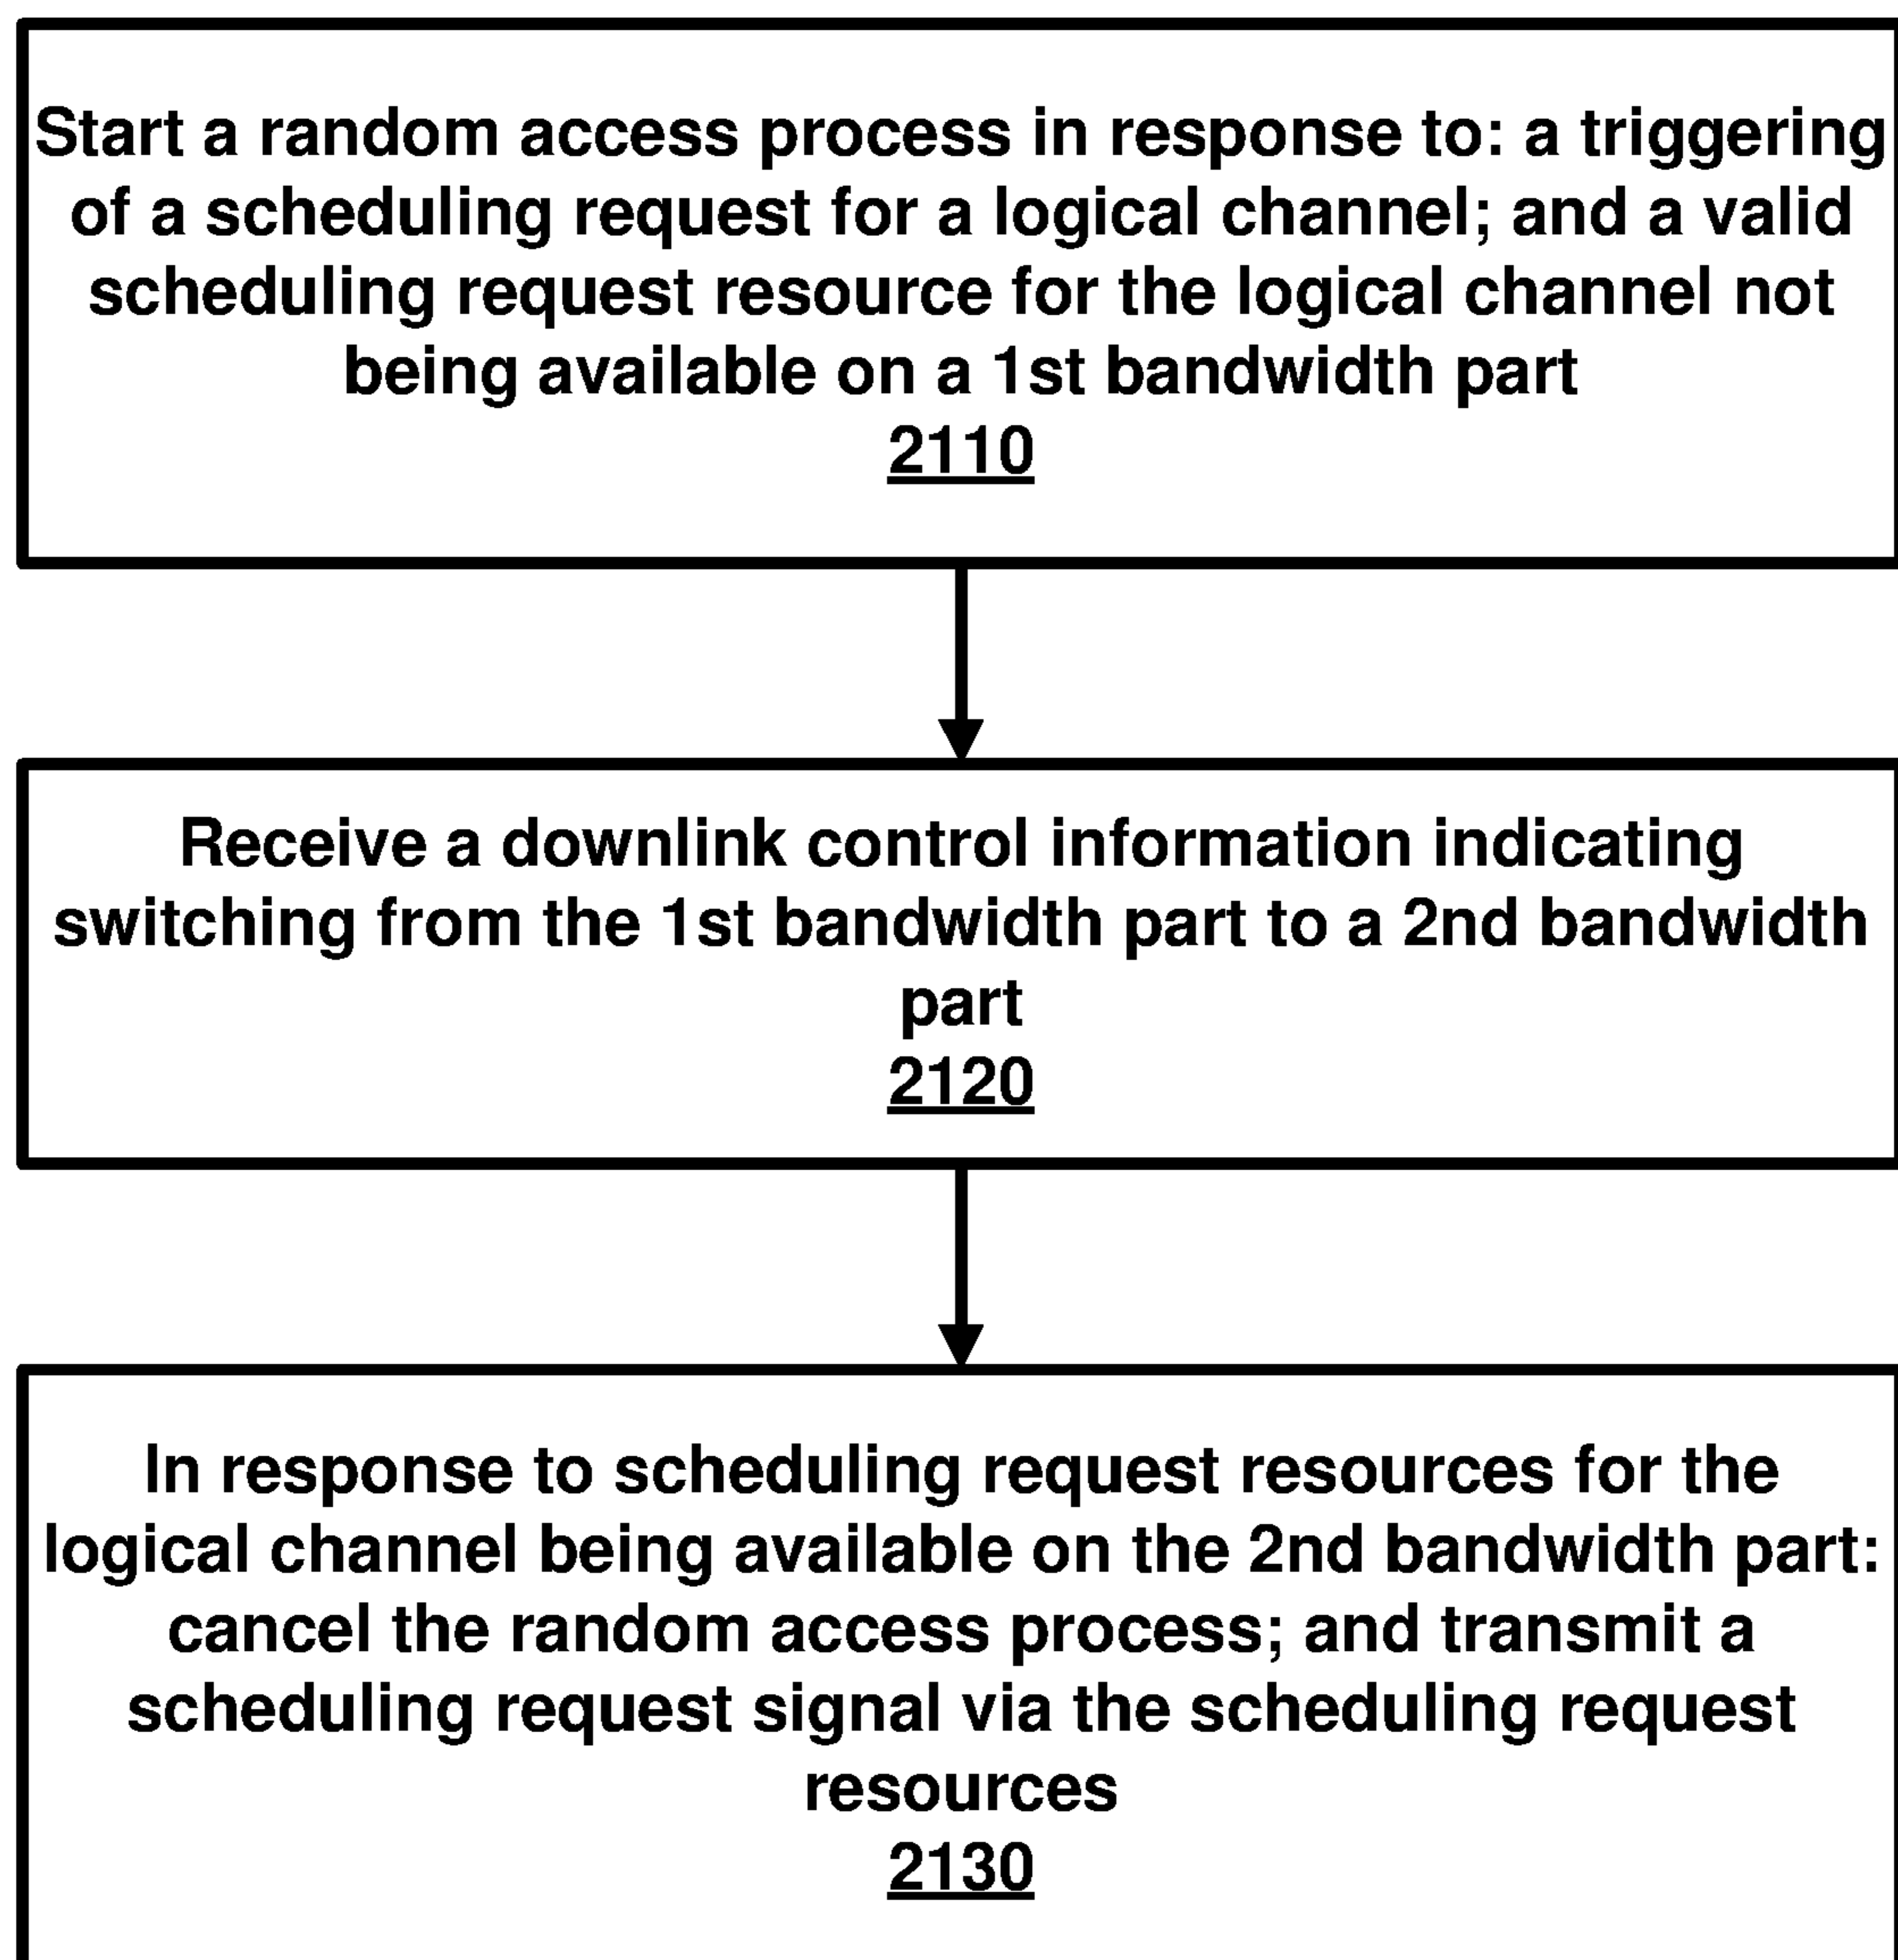 Start a random access process in response to: a triggering
of a scheduling request for a logical channel; and a valid
scheduling request resource for the logical channel not
being available on a 1st bandwidth part
2110
Receive a downlink control information indicating
switching from the 1st bandwidth part to a 2nd bandwidth
part
2120
In response to scheduling request resources for the
logical channel being available on the 2nd bandwidth part:
cancel the random access process; and transmit a
scheduling request signal via the scheduling request
resources
2130